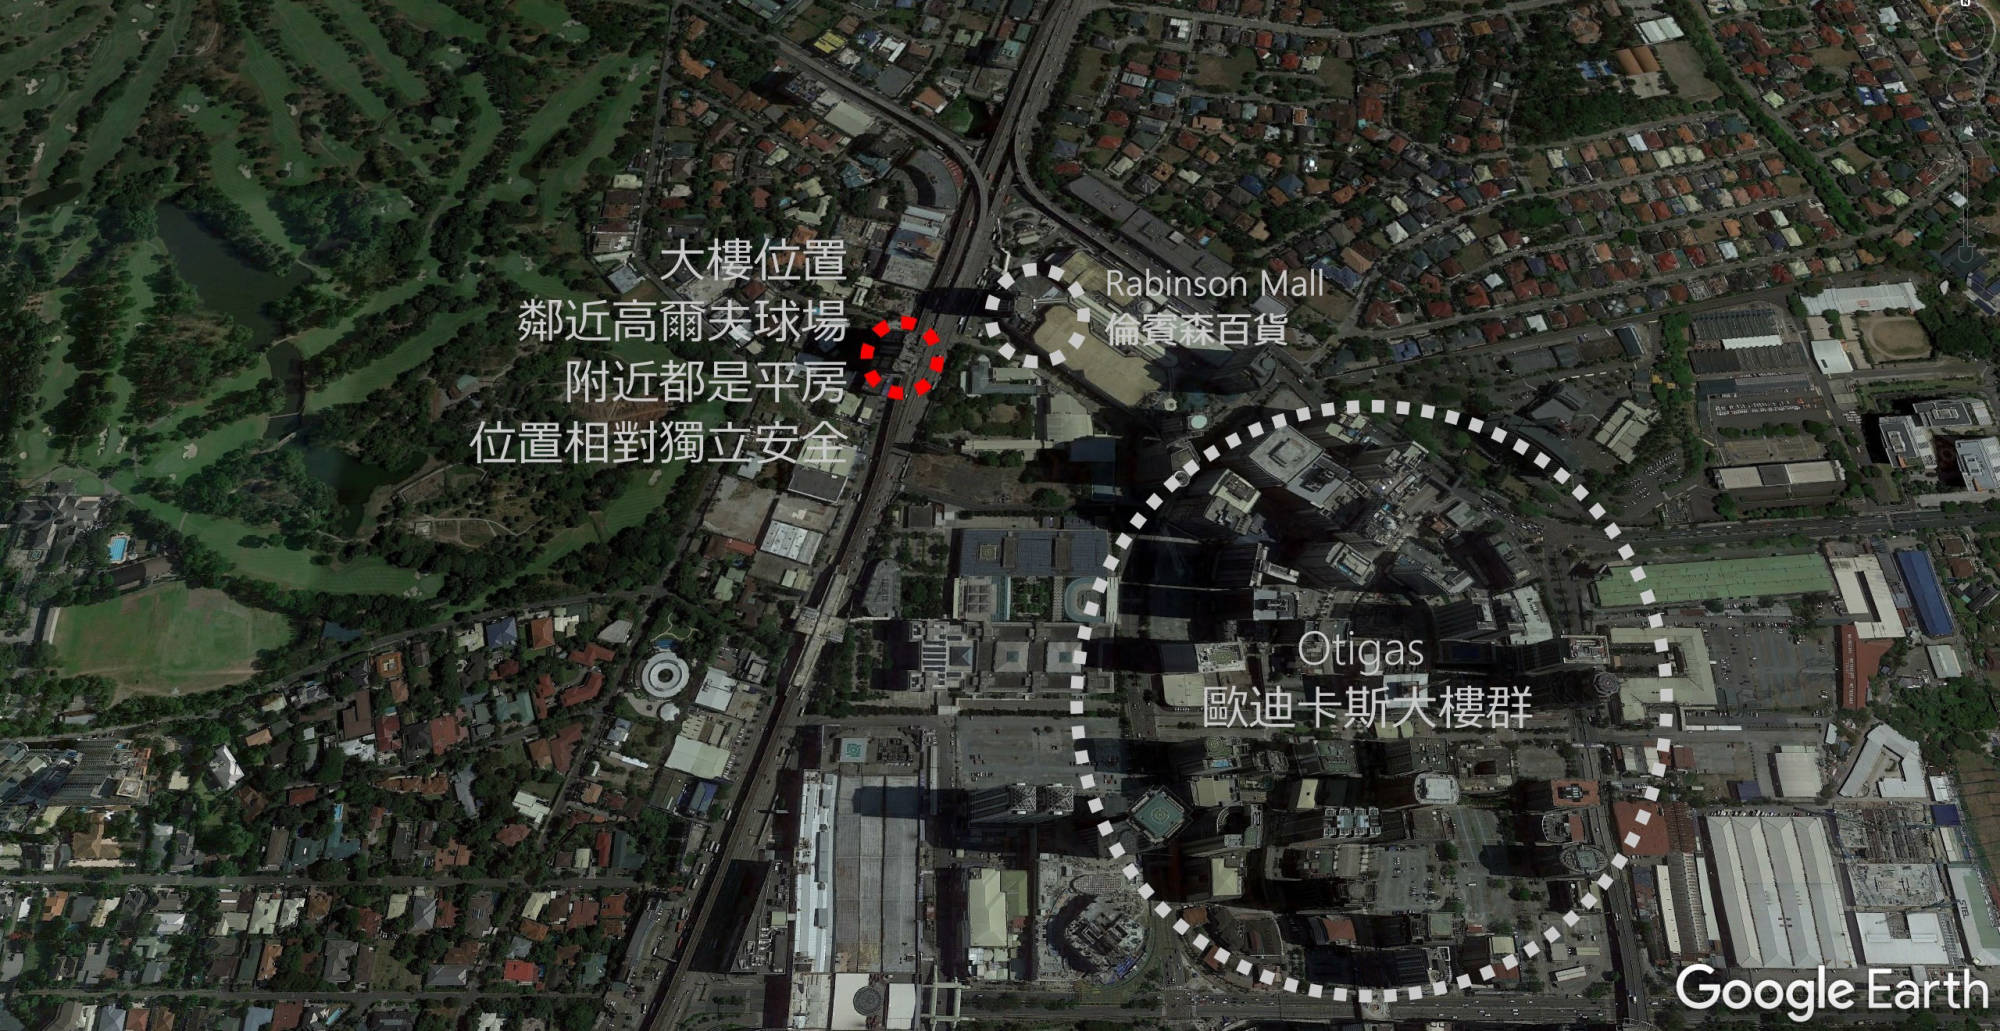 N
大樓位置
鄰近高爾夫球場
附近都是平房
位置相對獨立安全
Rabinson Mall
倫賓森百貨
Otigas
歐迪卡斯大樓群
Google Earth